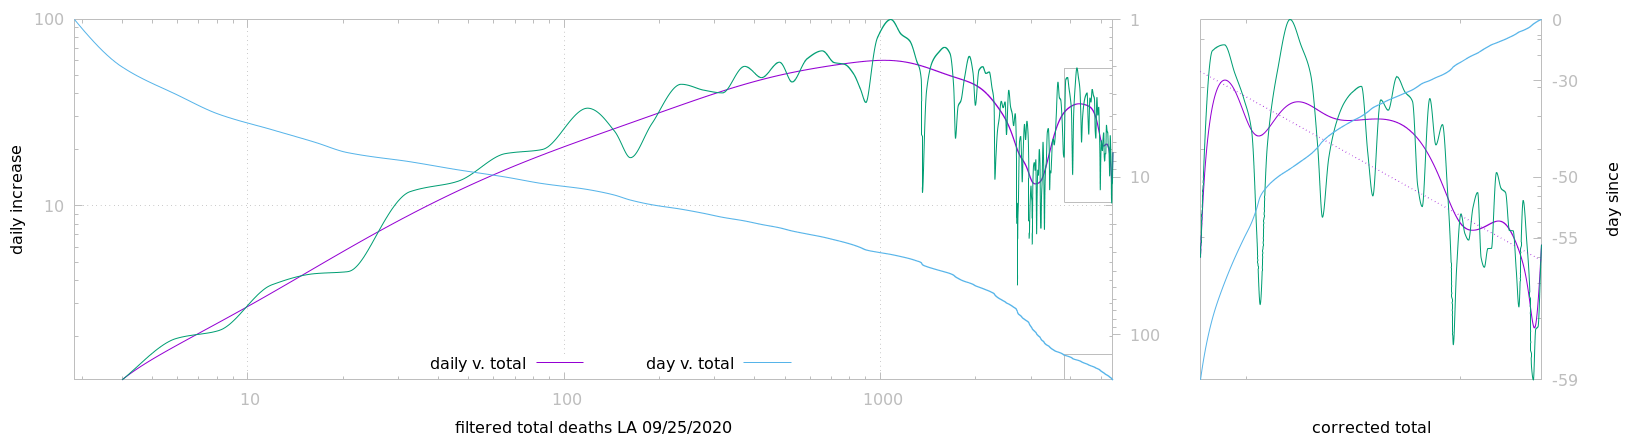 100
10
daily increase
10
100
1000
filtered total deaths LA 09/25/2020
daily v. total
day v. total
1
10
100
0
-30
-50
-55
-59
day since
corrected total